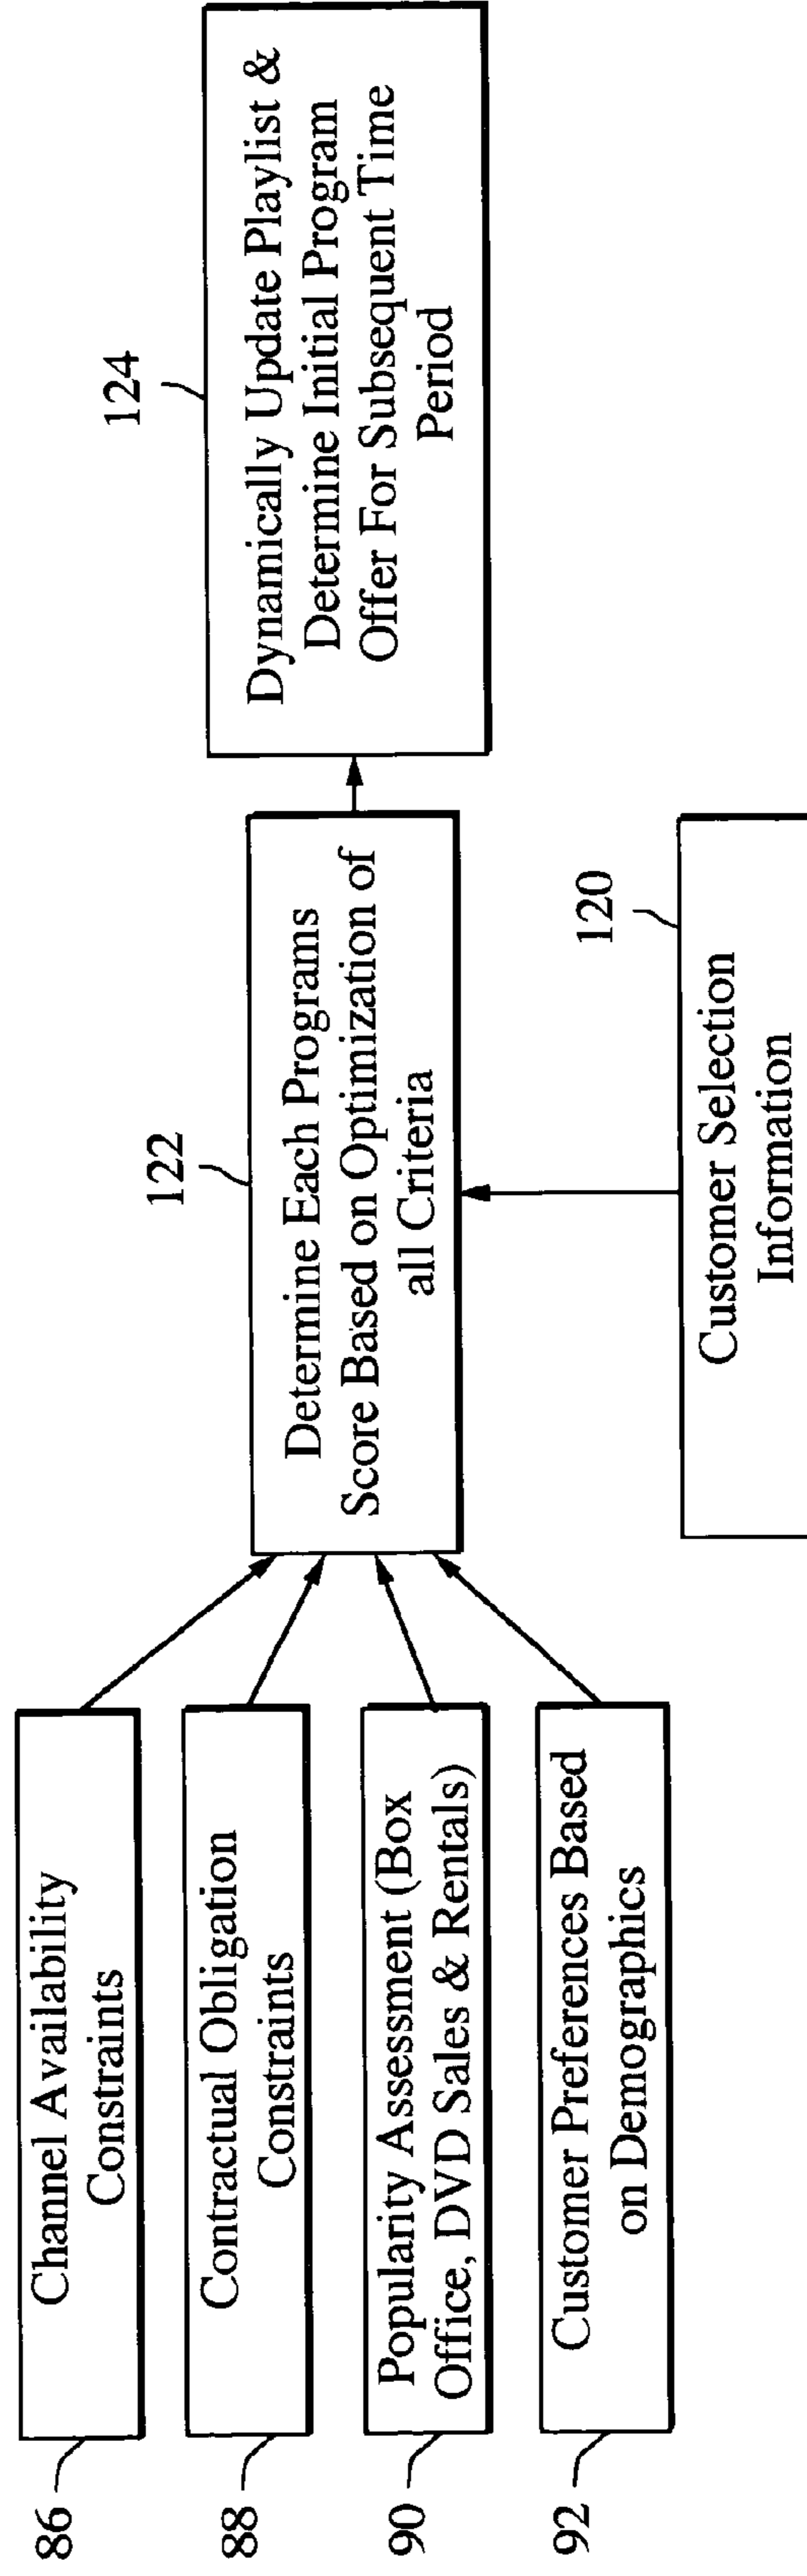 86
Channel Availability
Constraints
88
Contractual Obligation
Constraints
90
Popularity Assessment (Box
Office, DVD Sales & Rentals)
92
Customer Preferences Based
on Demographics
122
Determine Each Programs
Score Based on Optimization of
all Criteria
120
Customer Selection
Information
124
Dynamically Update Playlist &
Determine Initial Program
Offer For Subsequent Time
Period